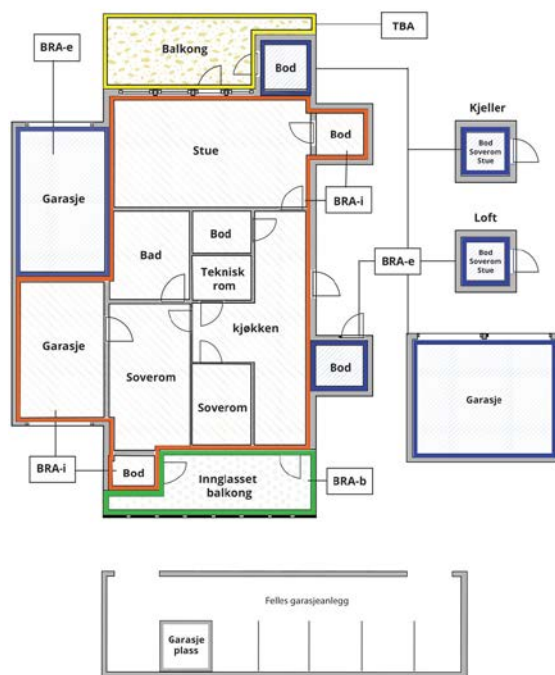 TBA
Balkong
BRA-e
Bod
Kjeller
Bod
Soverom
Stue
Stue
Bod
Garasje
BRA-i
Loft
Bod
Bad
Teknisk
rom
BRA-e
Bod
Soverom
Stue
kjøkken
Garasje
Soverom
Soverom
Bod
Garasje
BRA-i
Bod
Innglasset
balkong
BRA-b
Felles garasjeanlegg
Garasje
plass